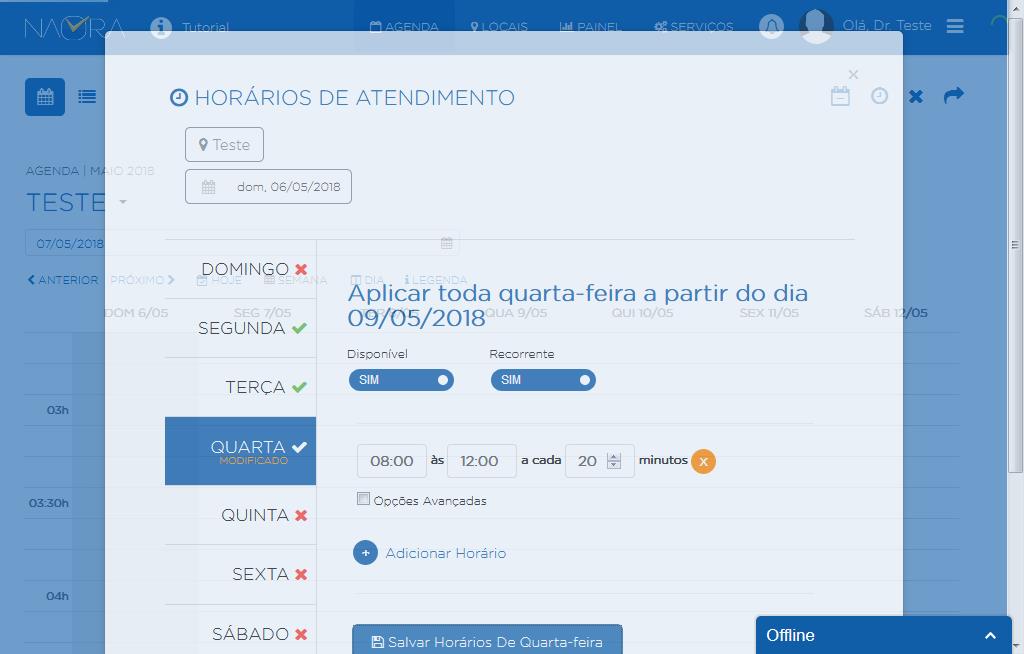 NAORA
i Tutorial
AGENDA
LOCAIS
PAINEL
SERVIÇOS
Olá, Dr. Teste
HORÁRIOS DE ATENDIMENTO
Teste
dom, 06/05/2018
AGENDA | MAIO 2018
TESTE
07/05/2018
ANTERIOR
PRÓXIMO
HOJE
SEMANA
DIA
LEGENDA
DOM 6/05
SEG 7/05
QUA 9/05
QUI 10/05
SEX 11/05
SÁB 12/05
03h
03:30h
04h
DOMINGO
SEGUNDA
TERÇA
QUARTA
MODIFICADO
QUINTA
SEXTA
SÁBADO
Aplicar toda quarta-feira a partir do dia
09/05/2018
Disponível
Recorrente
SIM
SIM
08:00 às 12:00 a cada 20 minutos x
Opções Avançadas
+ Adicionar Horário
Salvar Horários De Quarta-feira
Offline